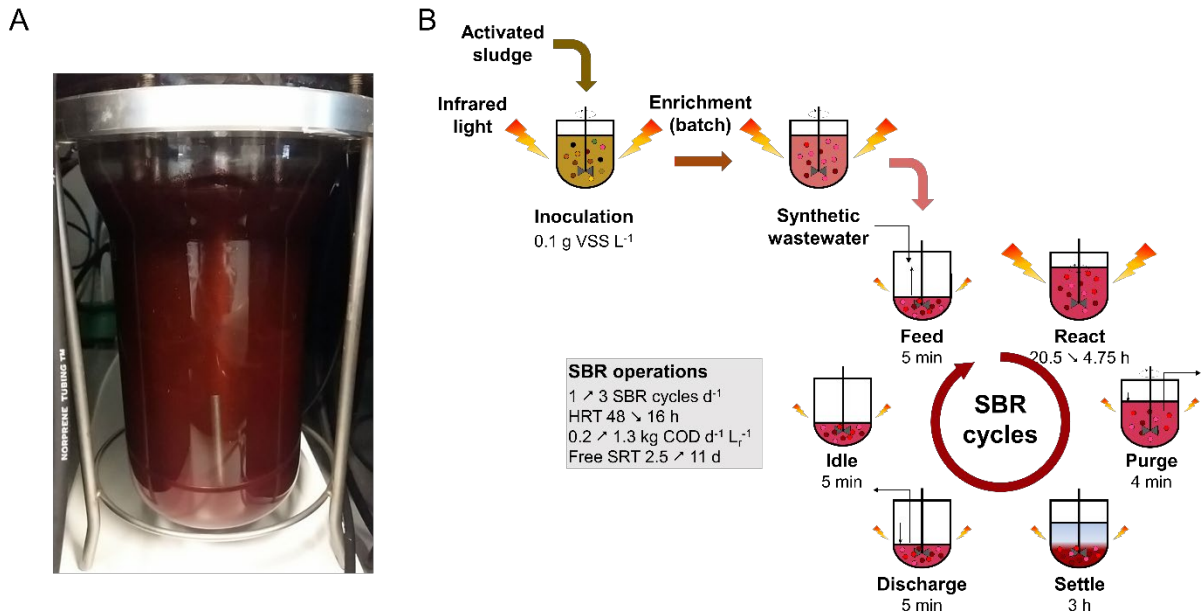 A
B
Activated
sludge
Infrared
light
Enrichment
(batch)
Inoculation
0.1 g VSS L⁻¹
Synthetic
wastewater
Feed
5 min
React
20.5 ↘ 4.75 h
SBR operations
1 ↗ 3 SBR cycles d⁻¹
HRT 48 ↘ 16 h
0.2 ↗ 1.3 kg COD d⁻¹ Lᵣ⁻¹
Free SRT 2.5 ↗ 11 d
SBR
cycles
Idle
5 min
Purge
4 min
Discharge
5 min
Settle
3 h
NORPRENE TUBING™